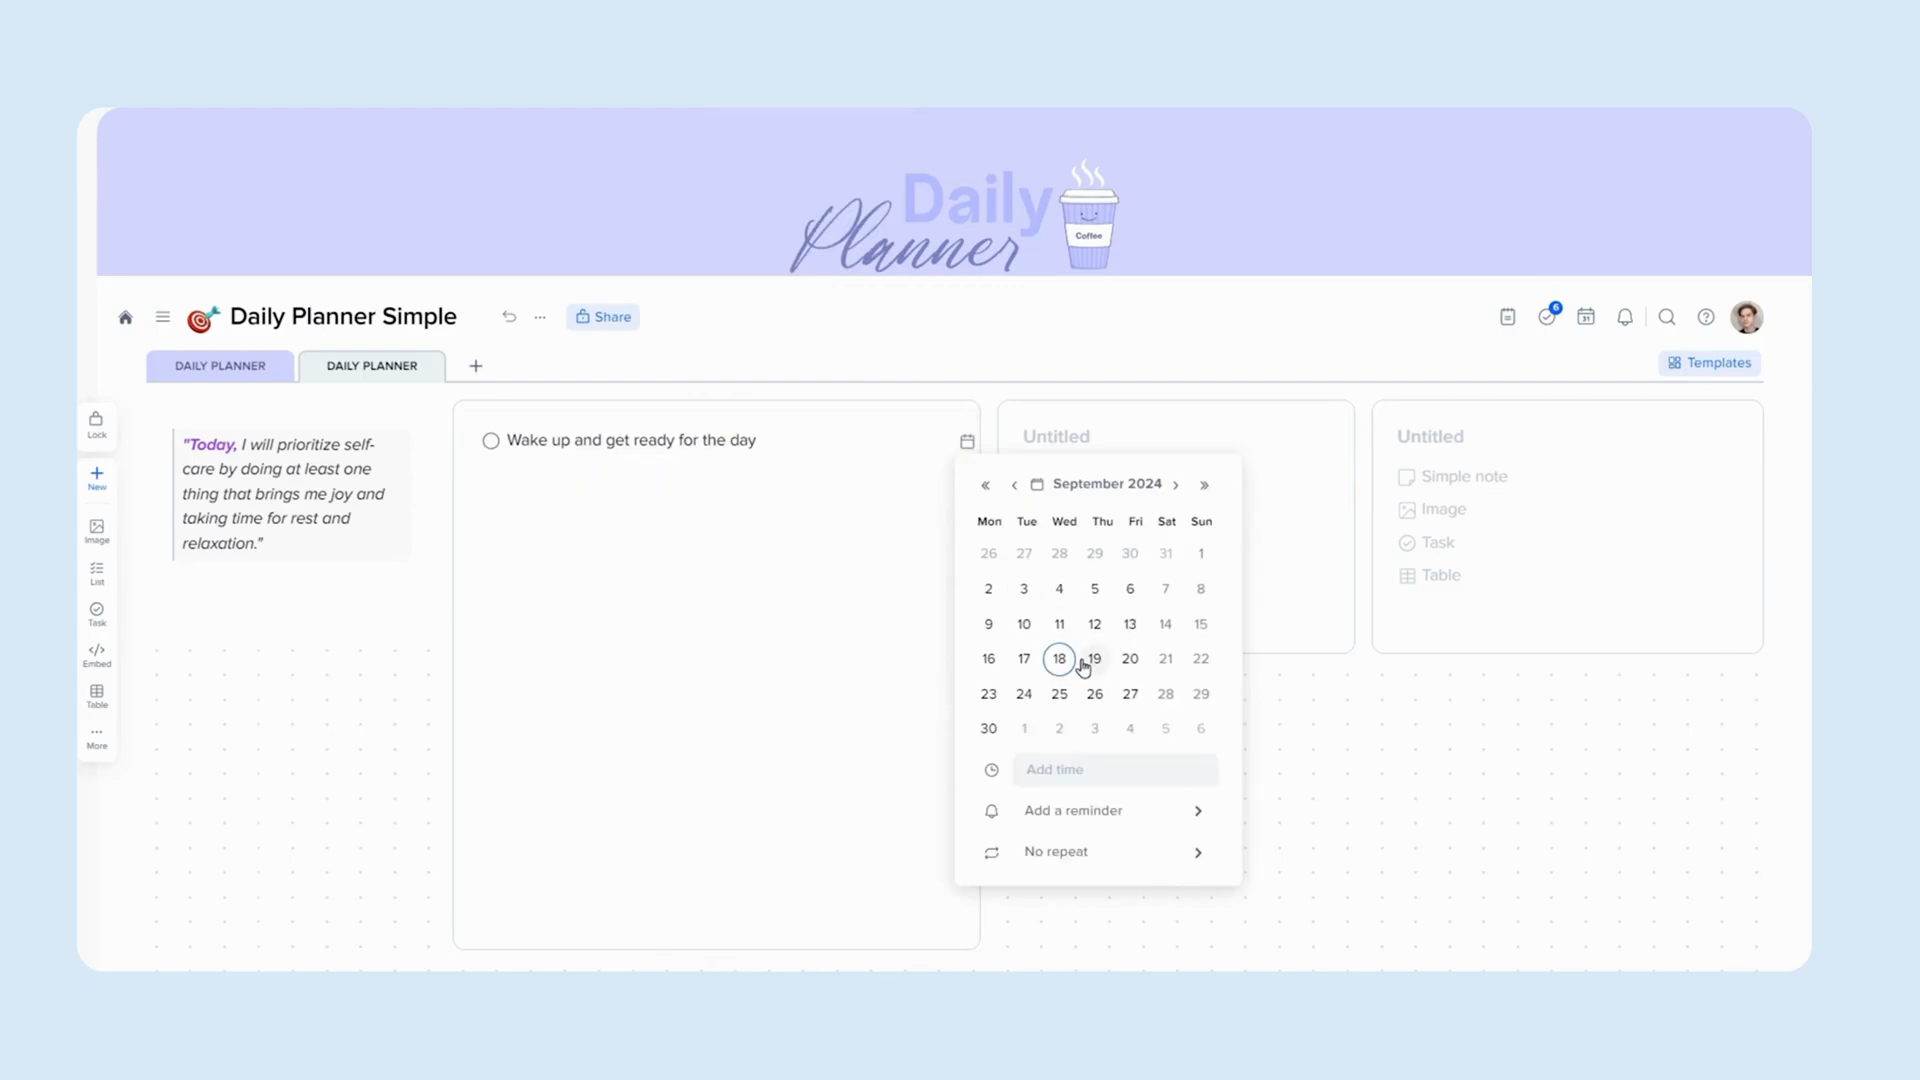 Daily
Planner
Coffee
Daily Planner Simple
Share
6
31
DAILY PLANNER
DAILY PLANNER
Templates
Lock
New
Image
List
Task
Embed
Table
More
"Today, I will prioritize self-
care by doing at least one
thing that brings me joy and
taking time for rest and
relaxation."
Wake up and get ready for the day
Untitled
September 2024
Mon Tue Wed Thu Fri Sat Sun
26 27 28 29 30 31 1
2 3 4 5 6 7 8
9 10 11 12 13 14 15
16 17 18 19 20 21 22
23 24 25 26 27 28 29
30 1 2 3 4 5 6
Add time
Add a reminder
No repeat
Untitled
Simple note
Image
Task
Table